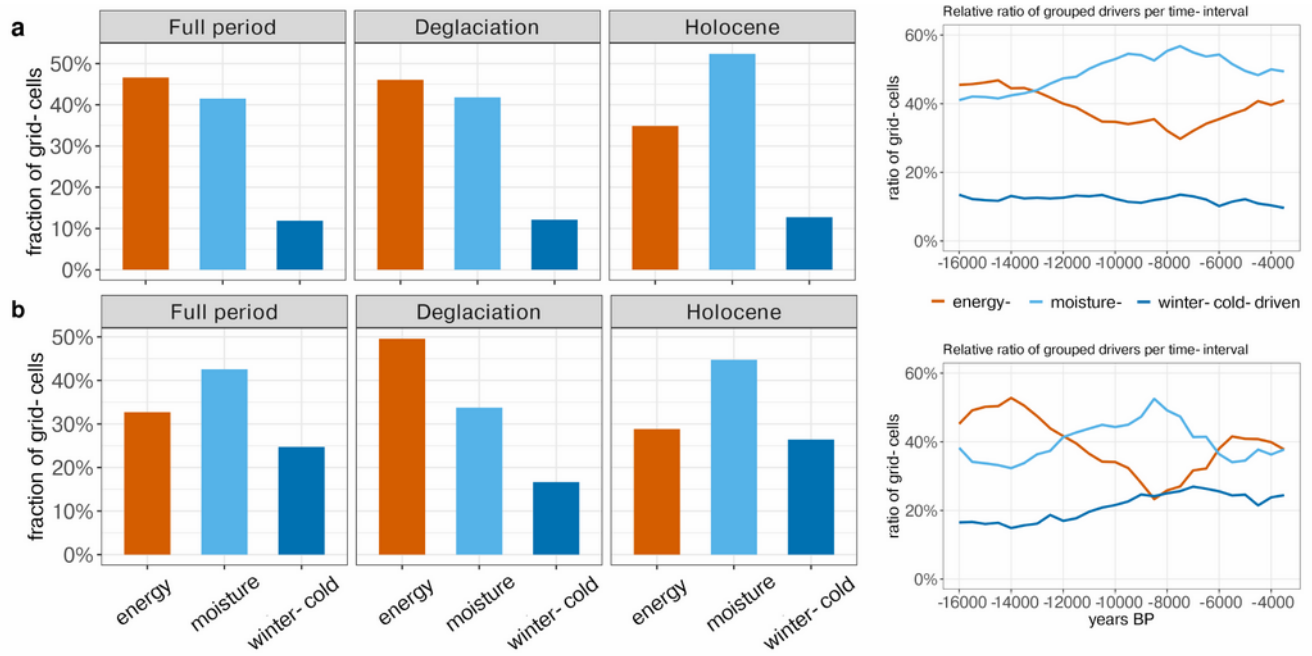 a
Full period
Deglaciation
Holocene
fraction of grid- cells
50%
40%
30%
20%
10%
0%
Relative ratio of grouped drivers per time- interval
ratio of grid- cells
60%
40%
20%
0%
-16000 -14000 -12000 -10000 -8000 -6000 -4000
energy- moisture- winter- cold- driven
b
Full period
Deglaciation
Holocene
fraction of grid- cells
50%
40%
30%
20%
10%
0%
energy
moisture
winter- cold
energy
moisture
winter- cold
energy
moisture
winter- cold
Relative ratio of grouped drivers per time- interval
ratio of grid- cells
60%
40%
20%
0%
-16000 -14000 -12000 -10000 -8000 -6000 -4000
years BP